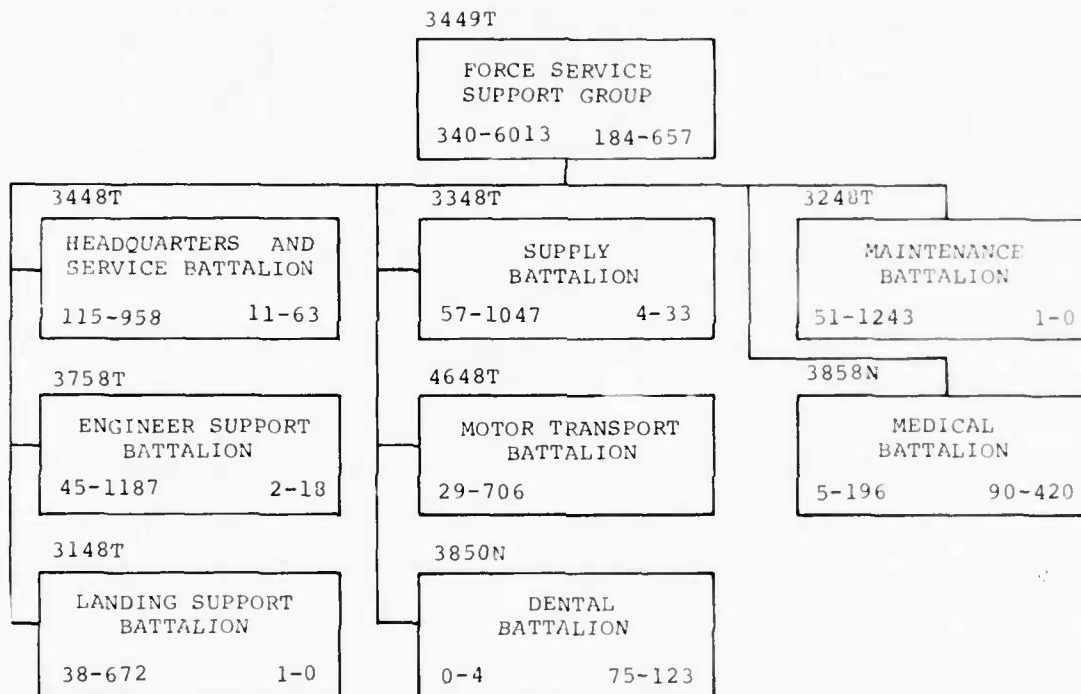 3449T
FORCE SERVICE
SUPPORT GROUP
340-6013 184-657
3448T
HEADQUARTERS AND
SERVICE BATTALION
115-958 11-63
3348T
SUPPLY
BATTALION
57-1047 4-33
3248T
MAINTENANCE
BATTALION
51-1243 1-0
3758T
ENGINEER SUPPORT
BATTALION
45-1187 2-18
4648T
MOTOR TRANSPORT
BATTALION
29-706
3858N
MEDICAL
BATTALION
5-196 90-420
3148T
LANDING SUPPORT
BATTALION
38-672 1-0
3850N
DENTAL
BATTALION
0-4 75-123